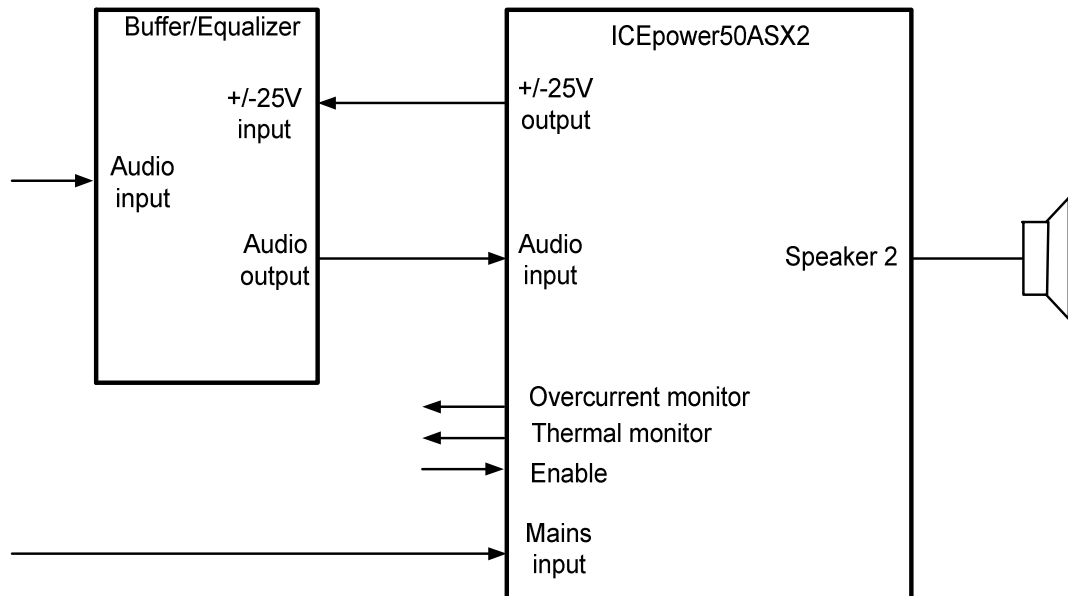 Buffer/Equalizer
+/-25V
input
Audio
input
Audio
output
ICEpower50ASX2
+/-25V
output
Audio
input
Speaker 2
Overcurrent monitor
Thermal monitor
Enable
Mains
input